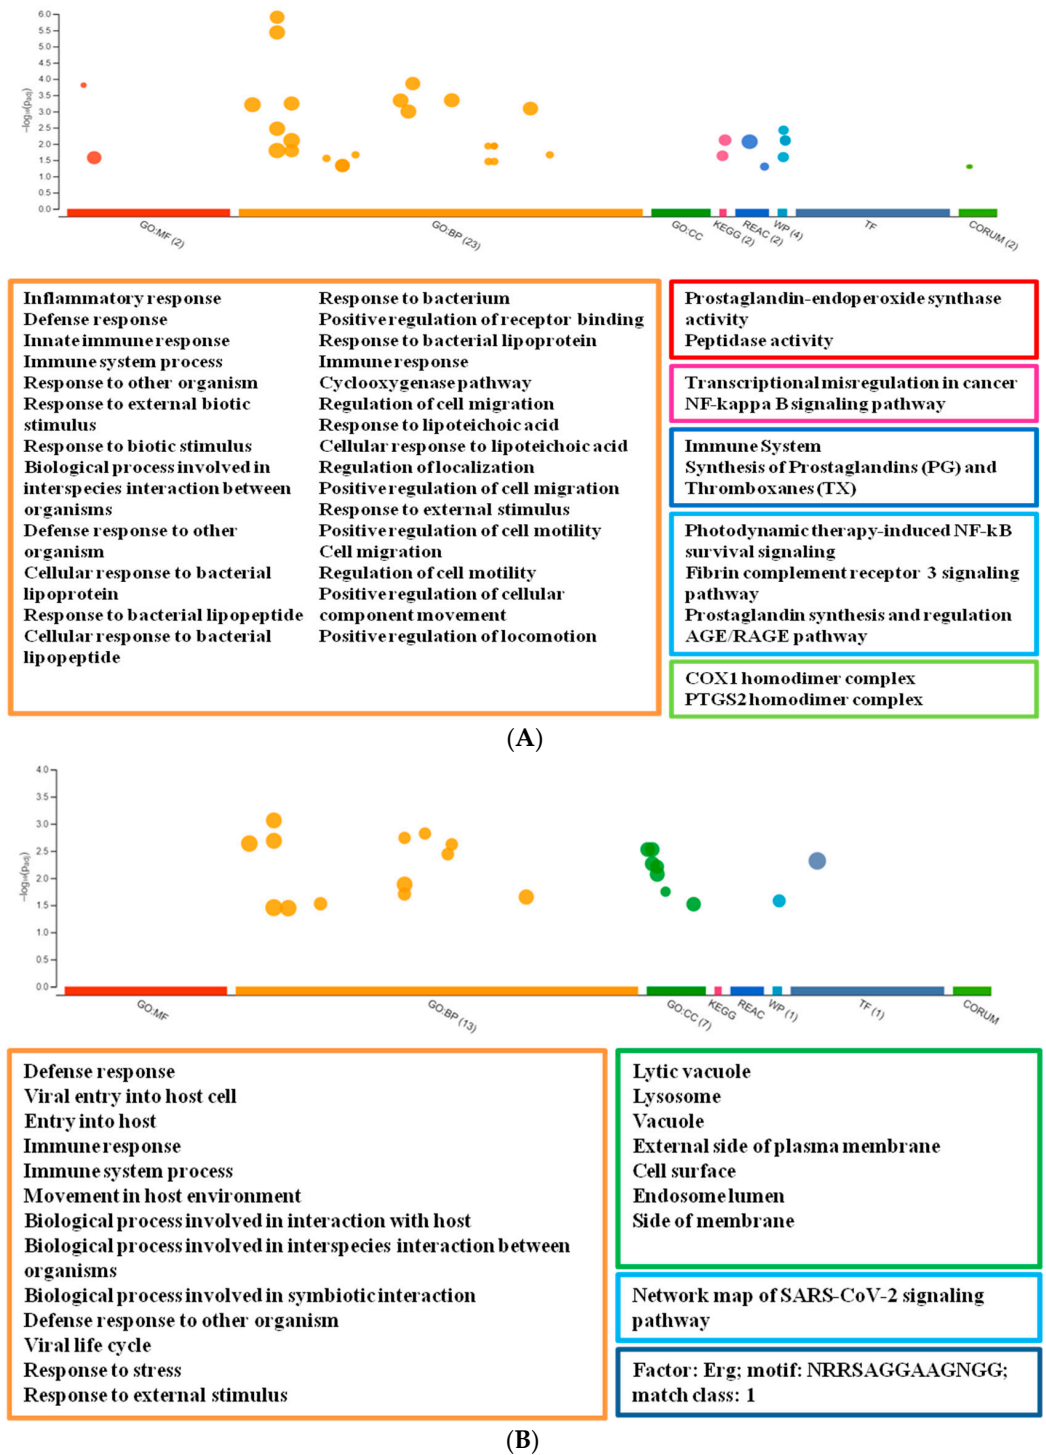 6.0
5.5
5.0
4.5
4.0
3.5
3.0
2.5
2.0
1.5
1.0
0.5
0.0
-log₁₀(p_adj)
GO:MF (2)
GO:BP (23)
GO:CC
KEGG (2)
REAC (2)
WP (4)
TF
CORUM (2)
Inflammatory response
Defense response
Innate immune response
Immune system process
Response to other organism
Response to external biotic
stimulus
Response to biotic stimulus
Biological process involved in
interspecies interaction between
organisms
Defense response to other
organism
Cellular response to bacterial
lipoprotein
Response to bacterial lipopeptide
Cellular response to bacterial
lipopeptide
Response to bacterium
Positive regulation of receptor binding
Response to bacterial lipoprotein
Immune response
Cyclooxygenase pathway
Regulation of cell migration
Response to lipoteichoic acid
Cellular response to lipoteichoic acid
Regulation of localization
Positive regulation of cell migration
Response to external stimulus
Positive regulation of cell motility
Cell migration
Regulation of cell motility
Positive regulation of cellular
component movement
Positive regulation of locomotion
Prostaglandin-endoperoxide synthase
activity
Peptidase activity
Transcriptional misregulation in cancer
NF-kappa B signaling pathway
Immune System
Synthesis of Prostaglandins (PG) and
Thromboxanes (TX)
Photodynamic therapy-induced NF-kB
survival signaling
Fibrin complement receptor 3 signaling
pathway
Prostaglandin synthesis and regulation
AGE/RAGE pathway
COX1 homodimer complex
PTGS2 homodimer complex
(A)
4.0
3.5
3.0
2.5
2.0
1.5
1.0
0.5
0.0
-log₁₀(p_adj)
GO:MF
GO:BP (13)
GO:CC (7)
KEGG
REAC
WP (1)
TF (1)
CORUM
Defense response
Viral entry into host cell
Entry into host
Immune response
Immune system process
Movement in host environment
Biological process involved in interaction with host
Biological process involved in interspecies interaction between
organisms
Biological process involved in symbiotic interaction
Defense response to other organism
Viral life cycle
Response to stress
Response to external stimulus
Lytic vacuole
Lysosome
Vacuole
External side of plasma membrane
Cell surface
Endosome lumen
Side of membrane
Network map of SARS-CoV-2 signaling
pathway
Factor: Erg; motif: NRRSAGGAAGNGG;
match class: 1
(B)